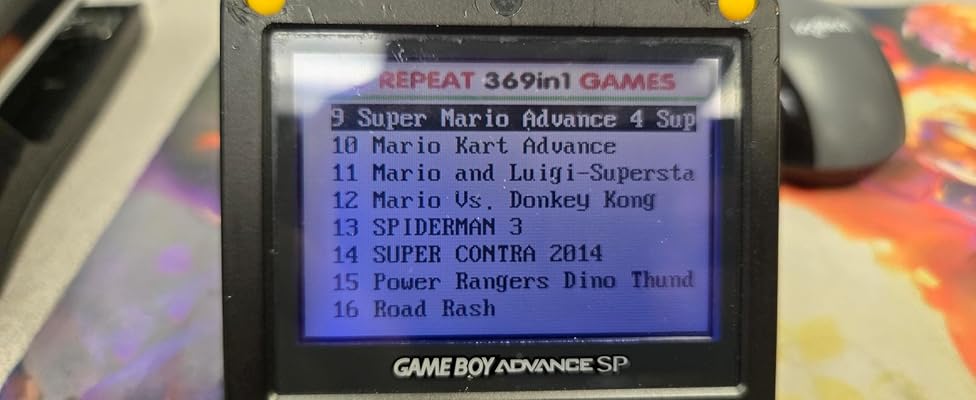 REPEAT 369in1 GAMES
9 Super Mario Advance 4 Sup
10 Mario Kart Advance
11 Mario and Luigi-Supersta
12 Mario Vs. Donkey Kong
13 SPIDERMAN 3
14 SUPER CONTRA 2014
15 Power Rangers Dino Thund
16 Road Rash
GAME BOY ADVANCE SP